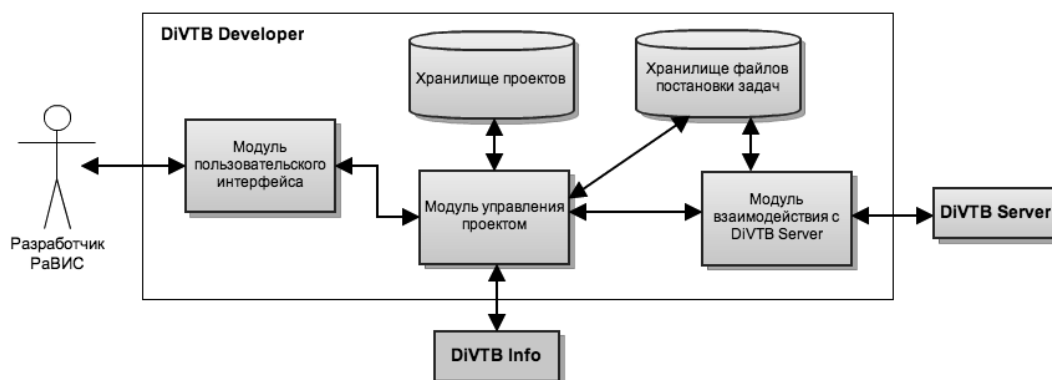 DiVTB Developer
Хранилище проектов
Хранилище файлов
постановки задач
Модуль
пользовательского
интерфейса
Модуль управления
проектом
Модуль
взаимодействия с
DiVTB Server
DiVTB Server
Разработчик
РаВИС
DiVTB Info